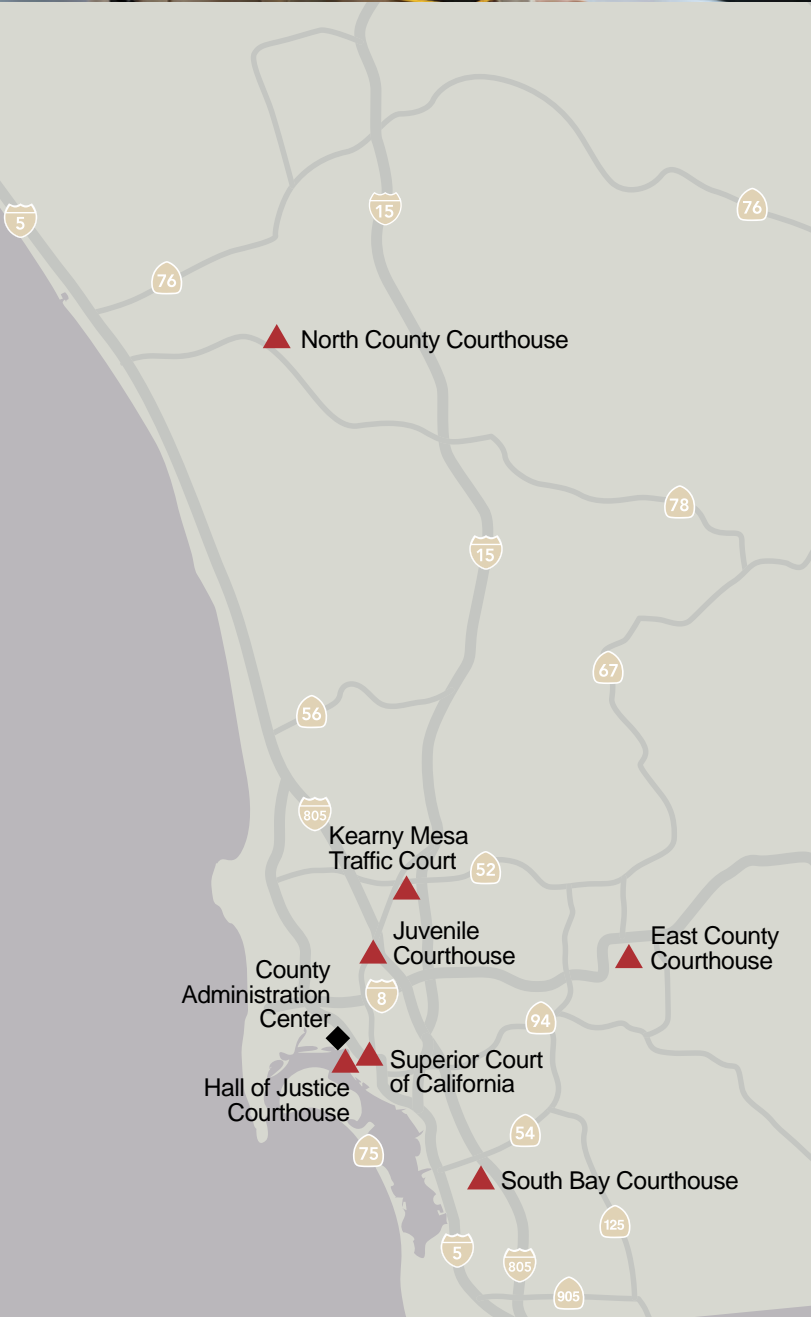 76
15
5
76
North County Courthouse
78
15
67
56
805
Kearny Mesa
Traffic Court
52
Juvenile
Courthouse
East County
Courthouse
County
Administration
Center
8
94
Superior Court
of California
Hall of Justice
Courthouse
54
75
South Bay Courthouse
125
5
805
905